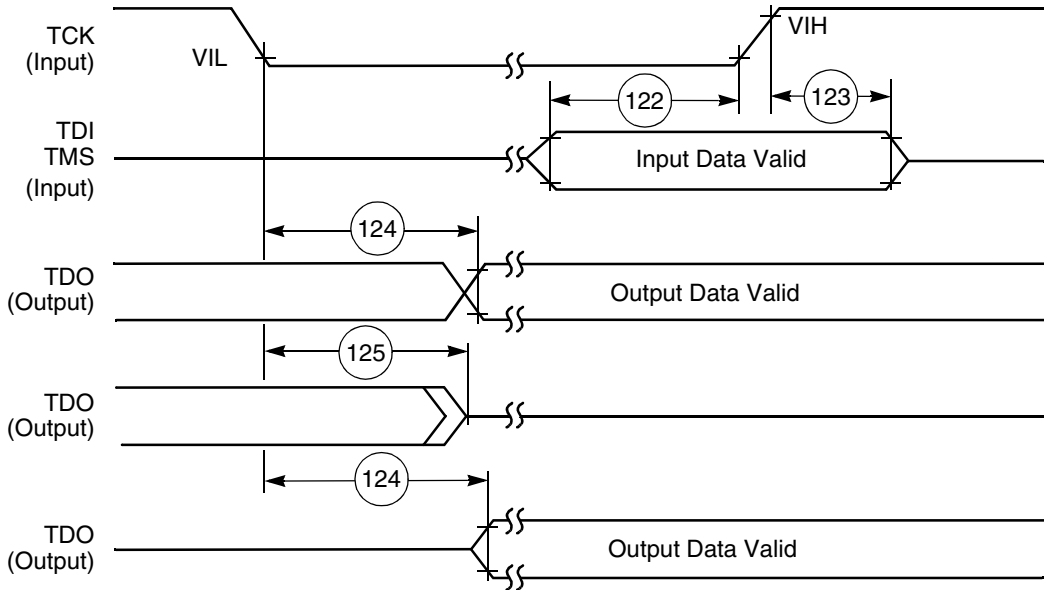 TCK
(Input)
VIL
VIH
122
123
TDI
TMS
(Input)
Input Data Valid
124
TDO
(Output)
Output Data Valid
125
TDO
(Output)
124
TDO
(Output)
Output Data Valid